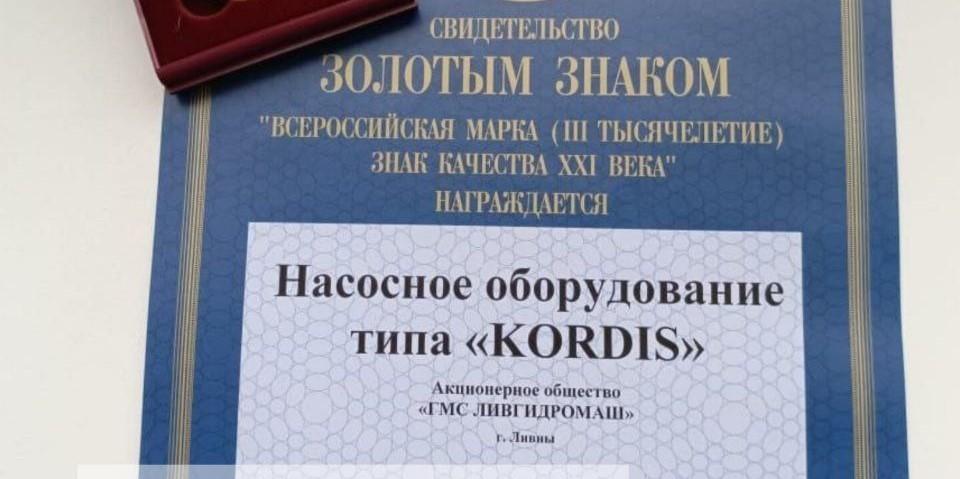 СВИДЕТЕЛЬСТВО
ЗОЛОТЫМ ЗНАКОМ
"ВСЕРОССИЙСКАЯ МАРКА (III ТЫСЯЧЕЛЕТИЕ)
ЗНАК КАЧЕСТВА XXI ВЕКА"
НАГРАЖДАЕТСЯ
Насосное оборудование
типа «KORDIS»
Акционерное общество
«ГМС ЛИВГИДРОМАШ»
г. Ливны